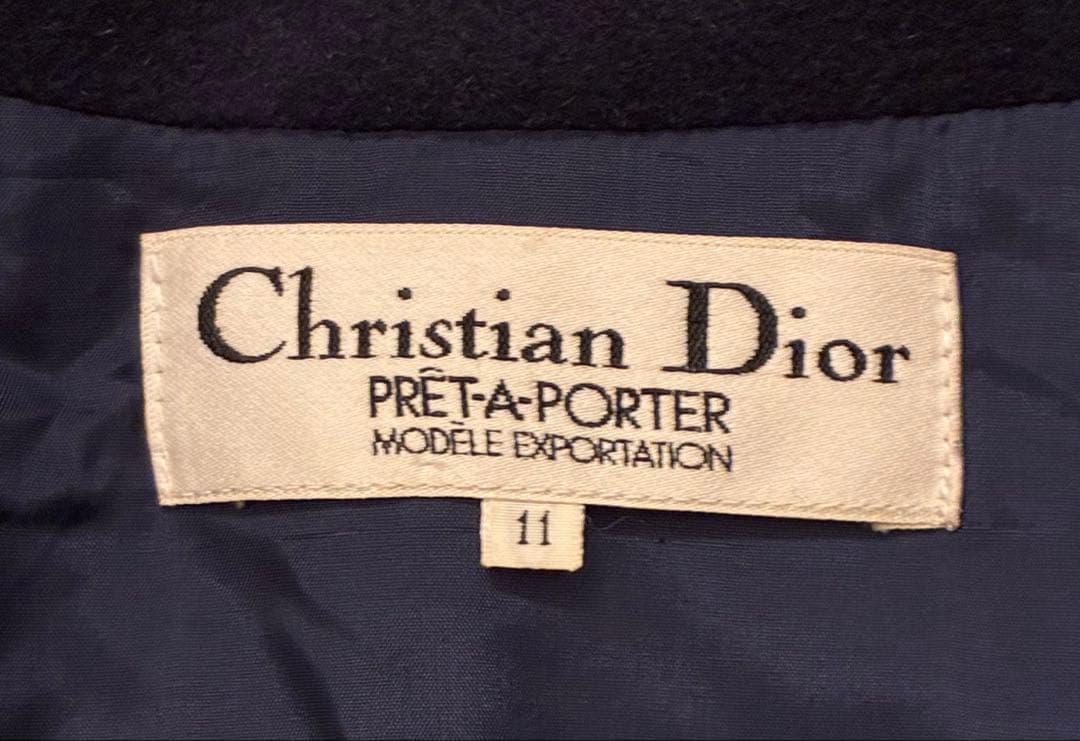 Christian Dior
PRÊT-A-PORTER
MODÈLE EXPORTATION
11